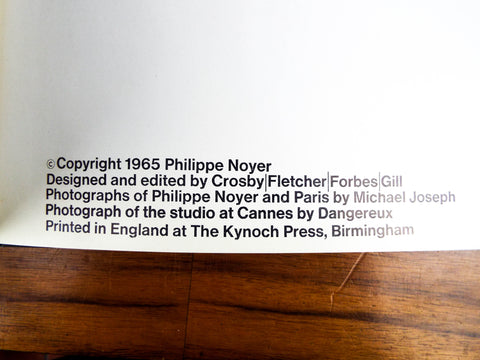 © Copyright 1965 Philippe Noyer
Designed and edited by Crosby|Fletcher|Forbes|Gill
Photographs of Philippe Noyer and Paris by Michael Joseph
Photograph of the studio at Cannes by Dangereux
Printed in England at The Kynoch Press, Birmingham